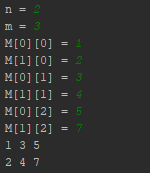 n = 2
m = 3
M[0][0] = 1
M[1][0] = 2
M[0][1] = 3
M[1][1] = 4
M[0][2] = 5
M[1][2] = 7
1 3 5
2 4 7